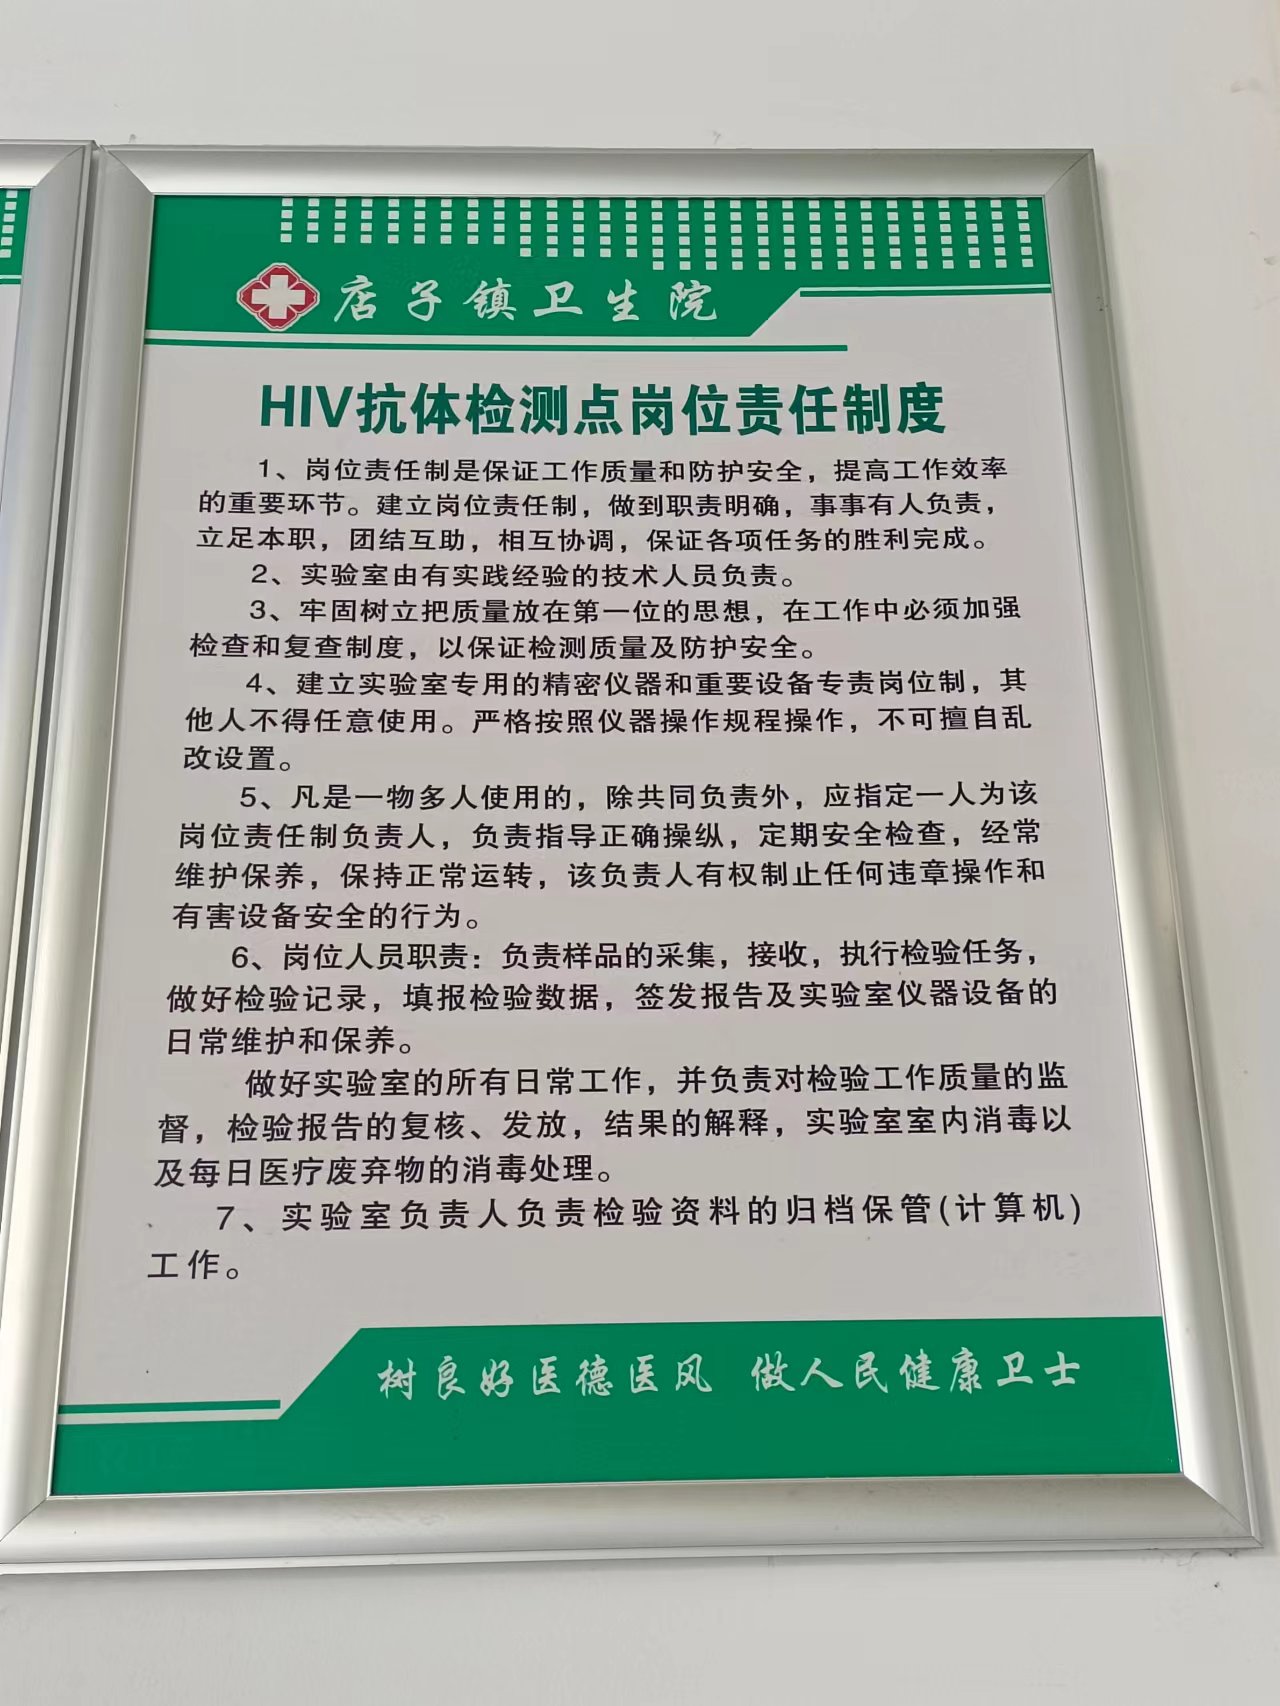 店子镇卫生院
HIV抗体检测点岗位责任制度
1、岗位责任制是保证工作质量和防护安全，提高工作效率
的重要环节。建立岗位责任制，做到职责明确，事事有人负责，
立足本职，团结互助，相互协调，保证各项任务的胜利完成。
2、实验室由有实践经验的技术人员负责。
3、牢固树立把质量放在第一位的思想，在工作中必须加强
检查和复查制度，以保证检测质量及防护安全。
4、建立实验室专用的精密仪器和重要设备专责岗位制，其
他人不得任意使用。严格按照仪器操作规程操作，不可擅自乱
改设置。
5、凡是一物多人使用的，除共同负责外，应指定一人为该
岗位责任制负责人，负责指导正确操纵，定期安全检查，经常
维护保养，保持正常运转，该负责人有权制止任何违章操作和
有害设备安全的行为。
6、岗位人员职责：负责样品的采集，接收，执行检验任务，
做好检验记录，填报检验数据，签发报告及实验室仪器设备的
日常维护和保养。
做好实验室的所有日常工作，并负责对检验工作质量的监
督，检验报告的复核、发放，结果的解释，实验室室内消毒以
及每日医疗废弃物的消毒处理。
7、实验室负责人负责检验资料的归档保管(计算机)
工作。
树良好医德医风 做人民健康卫士